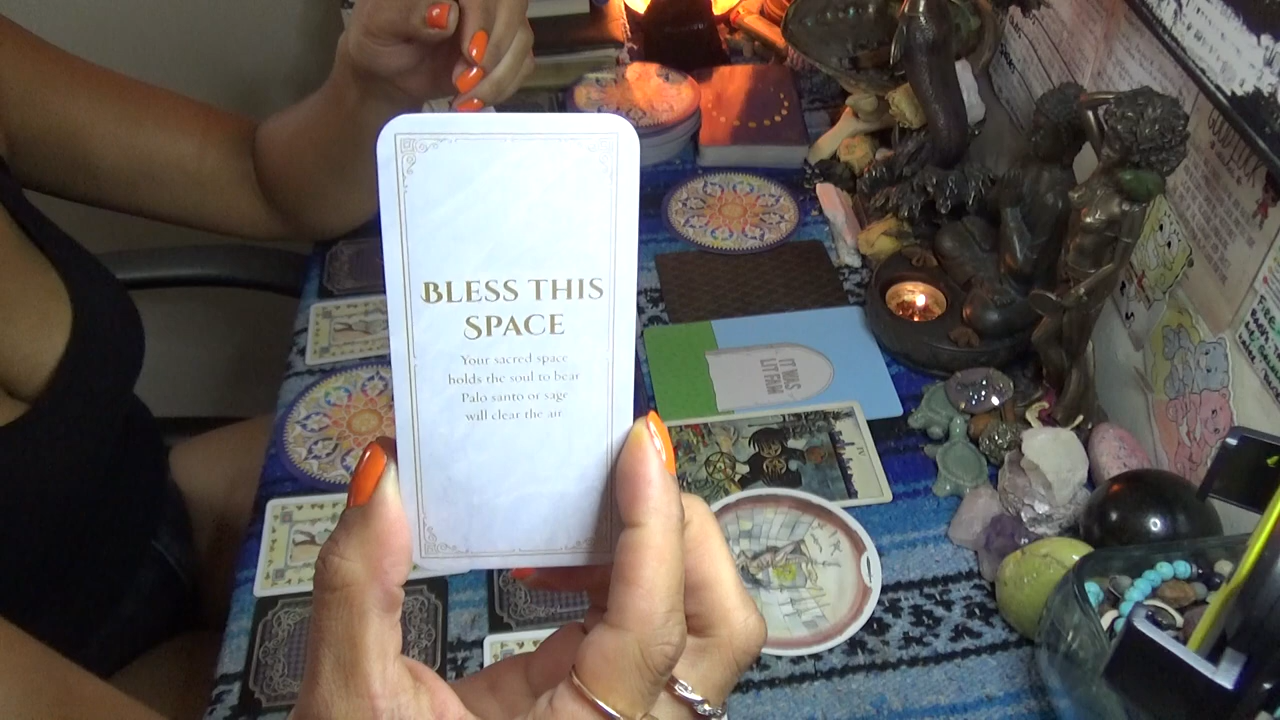 BLESS THIS
SPACE
Your sacred space
holds the soul to bear
Palo santo or sage
will clear the air
IT WAS
LIT FAM
IV